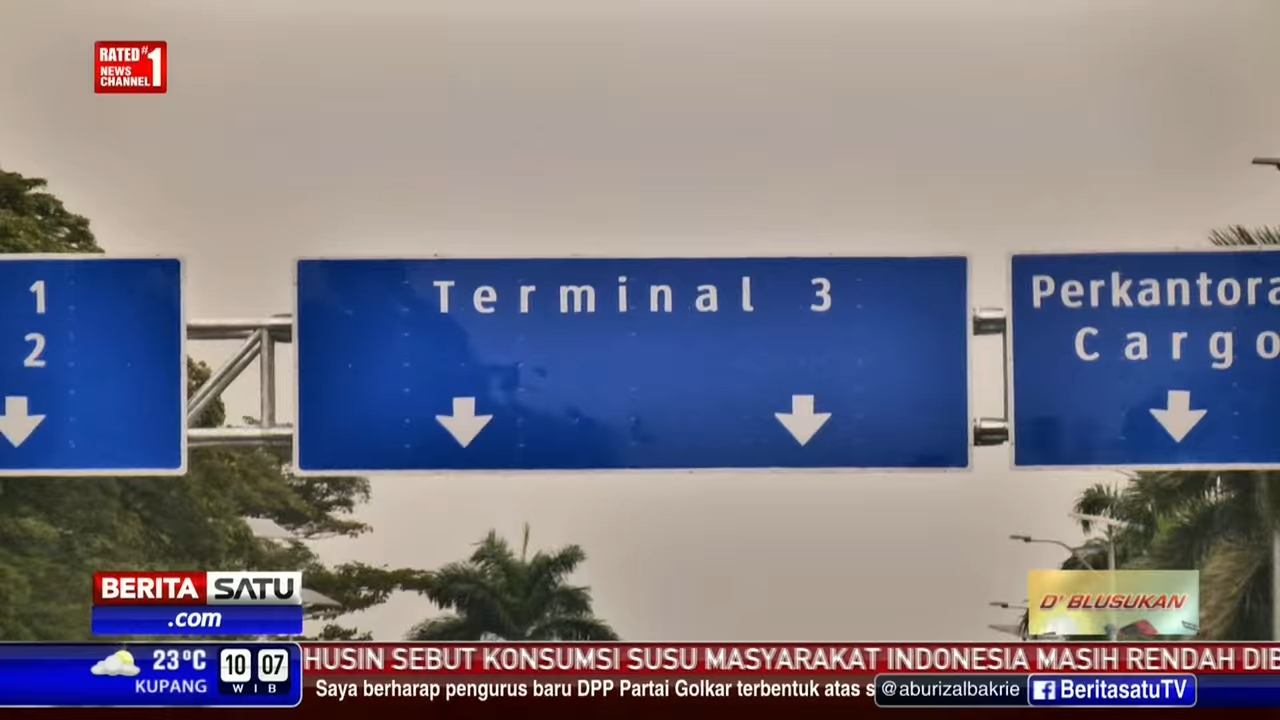 RATED #1
NEWS
CHANNEL
1
2
Terminal 3
Perkantora
Cargo
BERITA SATU
.com
D' BLUSUKAN
23°C
KUPANG
10 07
WIB
HUSIN SEBUT KONSUMSI SUSU MASYARAKAT INDONESIA MASIH RENDAH DIB
Saya berharap pengurus baru DPP Partai Golkar terbentuk atas s
@aburizalbakrie
BeritasatuTV